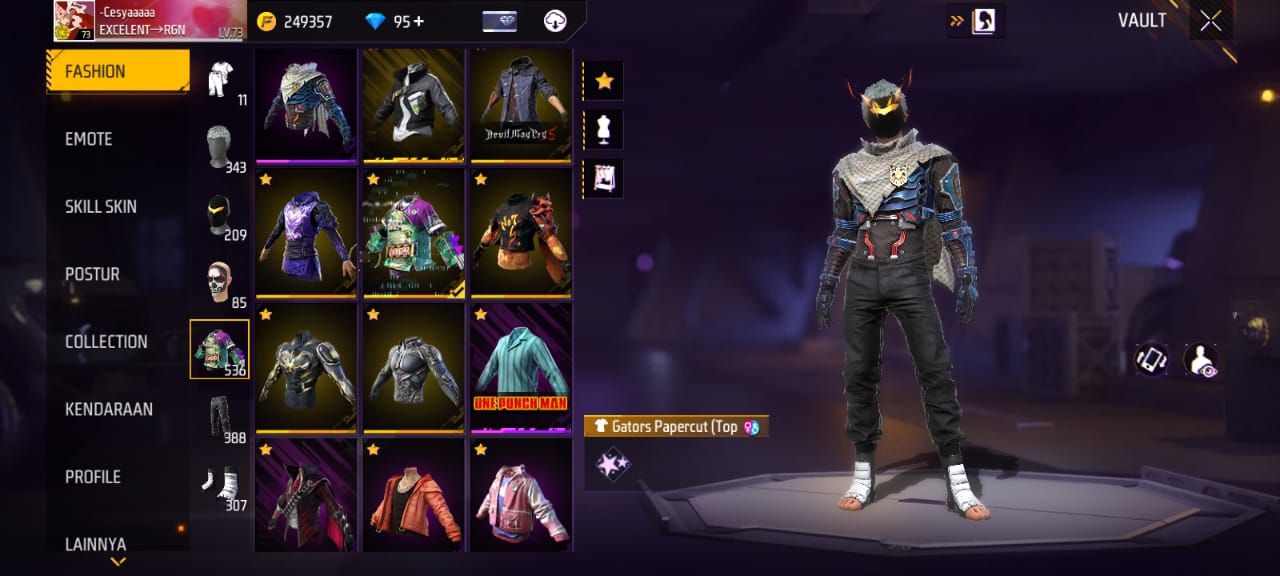 -Cesyaaaaa
EXCELENT→RGN
LV.73
73
249357
95+
VAULT
FASHION
EMOTE
SKILL SKIN
POSTUR
COLLECTION
KENDARAAN
PROFILE
LAINNYA
11
343
209
85
536
388
307
Devil May Cry 5
ONE PUNCH MAN
Gators Papercut (Top